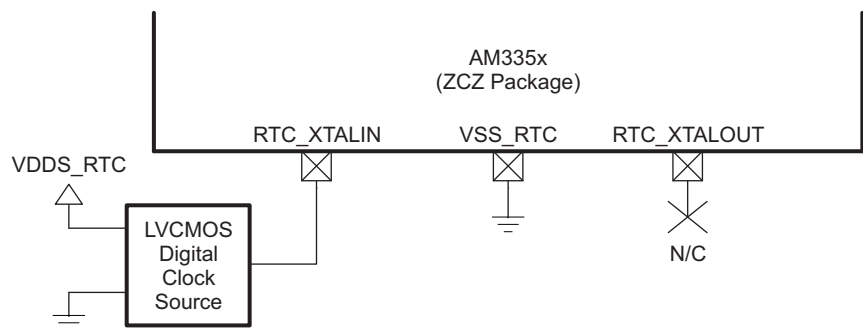 AM335x
(ZCZ Package)
RTC_XTALIN
VSS_RTC
RTC_XTALOUT
VDDS_RTC
LVCMOS
Digital
Clock
Source
N/C